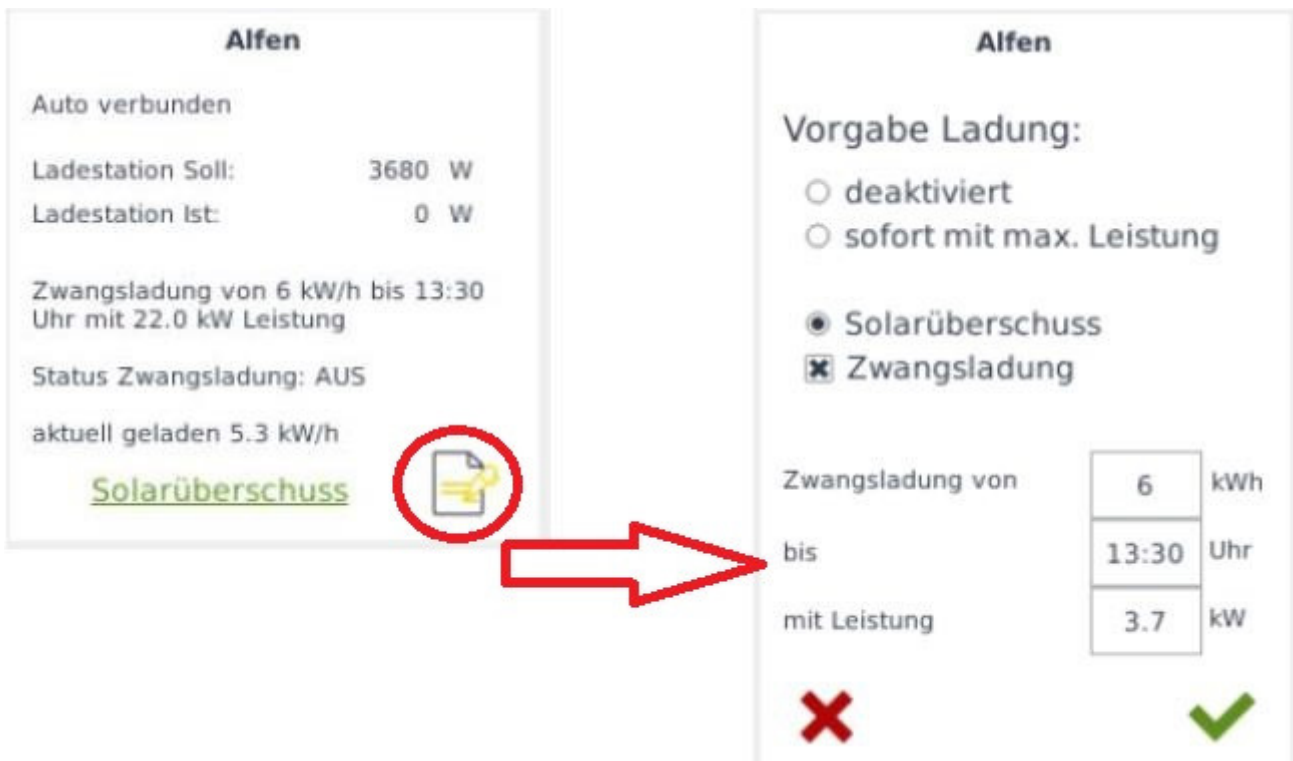 Alfen
Auto verbunden
Ladestation Soll: 3680 W
Ladestation Ist: 0 W
Zwangsladung von 6 kW/h bis 13:30
Uhr mit 22.0 kW Leistung
Status Zwangsladung: AUS
aktuell geladen 5.3 kW/h
Solarüberschuss
Alfen
Vorgabe Ladung:
deaktiviert
sofort mit max. Leistung
Solarüberschuss
Zwangsladung
Zwangsladung von 6 kWh
bis 13:30 Uhr
mit Leistung 3.7 kW